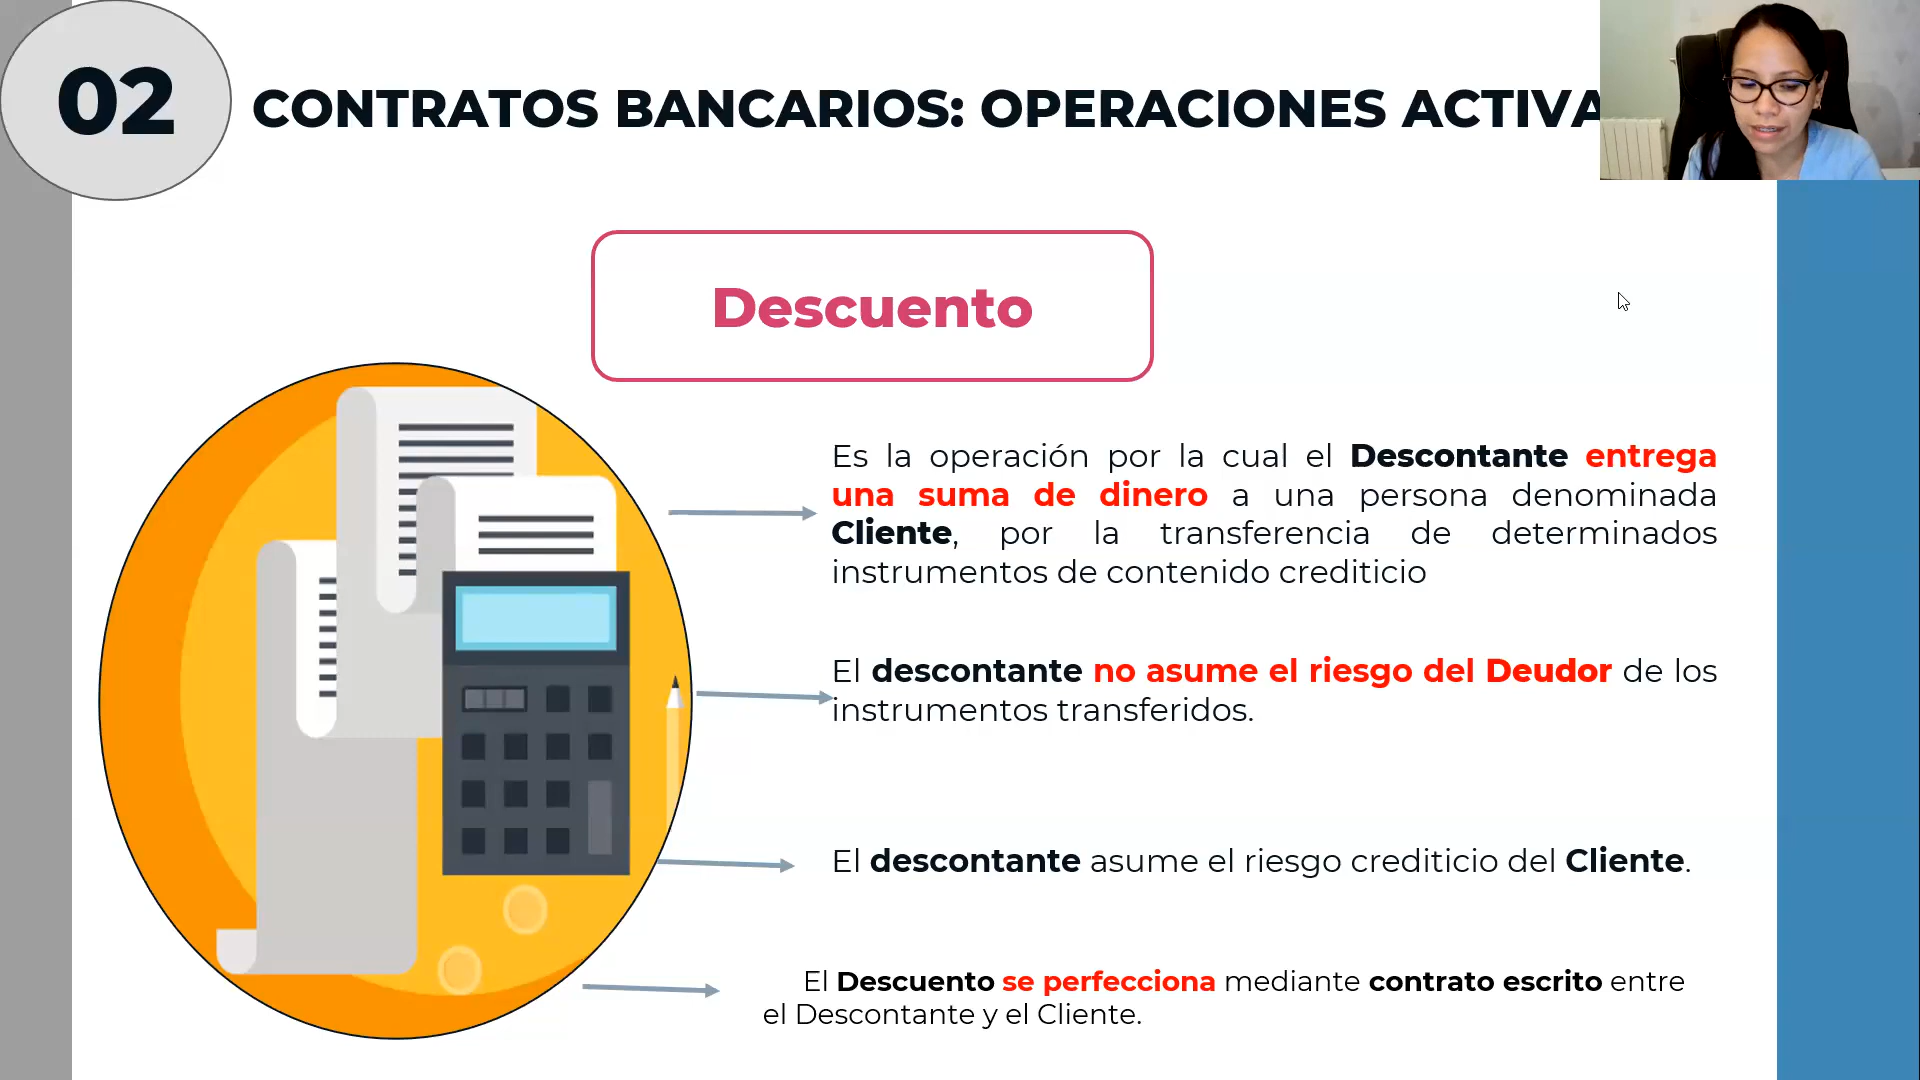 02
CONTRATOS BANCARIOS: OPERACIONES ACTIVA
Descuento
Es la operación por la cual el Descontante entrega
una suma de dinero a una persona denominada
Cliente, por la transferencia de determinados
instrumentos de contenido crediticio
El descontante no asume el riesgo del Deudor de los
instrumentos transferidos.
El descontante asume el riesgo crediticio del Cliente.
El Descuento se perfecciona mediante contrato escrito entre
el Descontante y el Cliente.